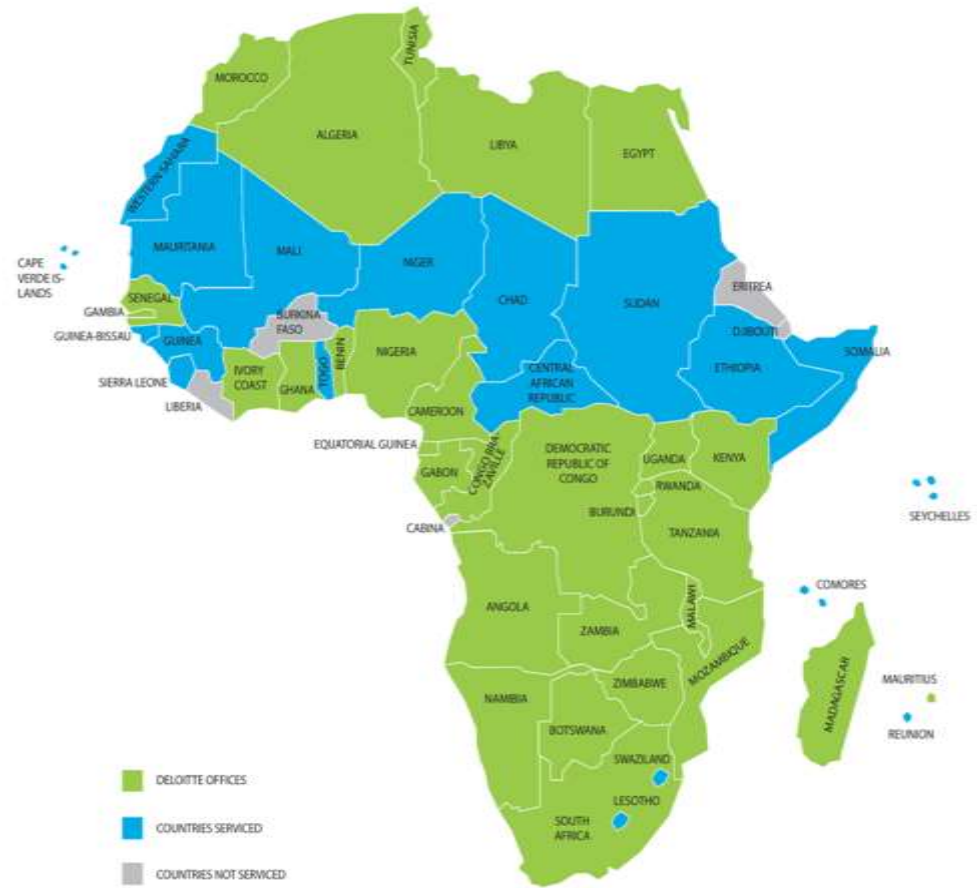 TUNISIA
MOROCCO
ALGERIA
LIBYA
EGYPT
WESTERN SAHARA
MAURITANIA
MALI
NIGER
CHAD
SUDAN
ERITREA
CAPE
VERDE IS-
LANDS
SENEGAL
GAMBIA
GUINEA-BISSAU
GUINEA
BURKINA
FASO
DJIBOUTI
SOMALIA
ETHIOPIA
SIERRA LEONE
LIBERIA
IVORY
COAST
GHANA
TOGO
BENIN
NIGERIA
CENTRAL
AFRICAN
REPUBLIC
CAMEROON
EQUATORIAL GUINEA
GABON
CONGO BRA-
ZAVILLE
DEMOCRATIC
REPUBLIC OF
CONGO
UGANDA
KENYA
RWANDA
BURUNDI
TANZANIA
SEYCHELLES
CABINA
COMORES
ANGOLA
ZAMBIA
MALAWI
MOZAMBIQUE
MADAGASCAR
MAURITIUS
REUNION
NAMBIA
ZIMBABWE
BOTSWANA
SWAZILAND
LESOTHO
SOUTH
AFRICA
DELOITTE OFFICES
COUNTRIES SERVICED
COUNTRIES NOT SERVICED